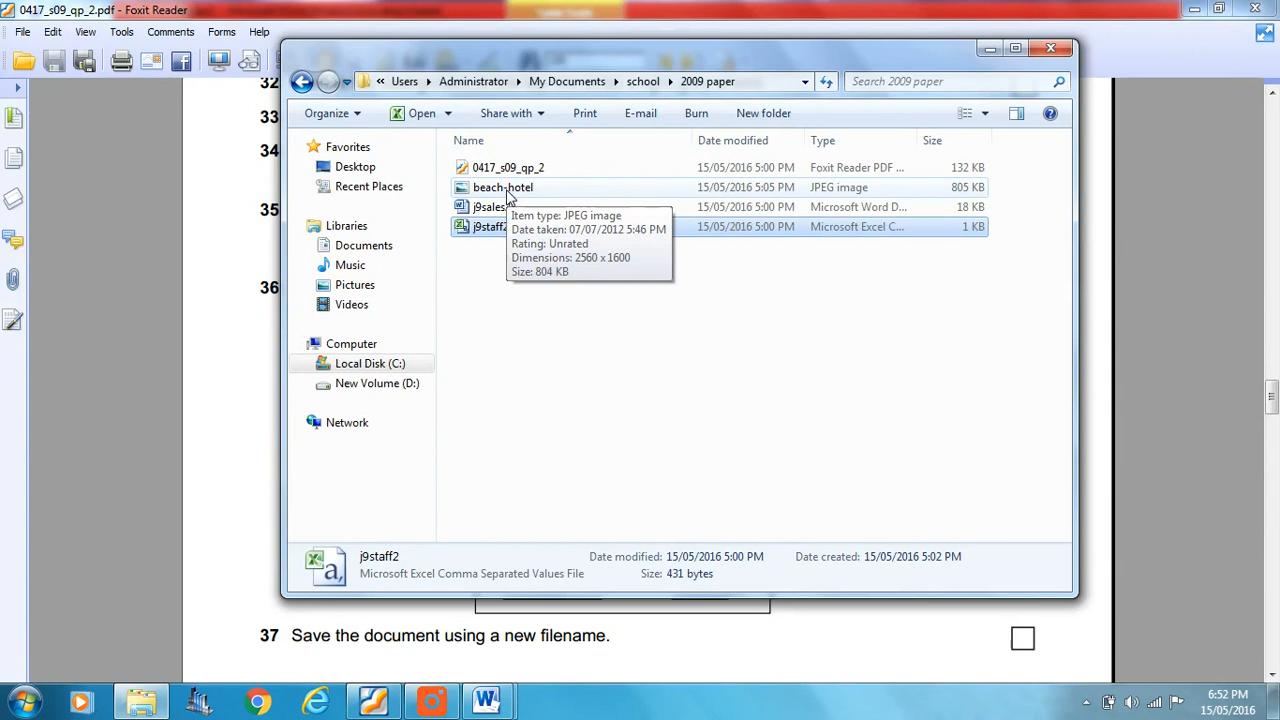 0417_s09_qp_2.pdf - Foxit Reader
File Edit View Tools Comments Forms Help
« Users Administrator My Documents school 2009 paper Search 2009 paper
Organize Open Share with Print E-mail Burn New folder
Name Date modified Type Size
Favorites
Desktop
Recent Places
Libraries
Documents
Music
Pictures
Videos
Computer
Local Disk (C:)
New Volume (D:)
Network
0417_s09_qp_2 15/05/2016 5:00 PM Foxit Reader PDF ... 132 KB
beach-hotel 15/05/2016 5:05 PM JPEG image 805 KB
j9sales 15/05/2016 5:00 PM Microsoft Word D... 18 KB
j9staff2 15/05/2016 5:00 PM Microsoft Excel C... 1 KB
Item type: JPEG image
Date taken: 07/07/2012 5:46 PM
Rating: Unrated
Dimensions: 2560 x 1600
Size: 804 KB
j9staff2 Date modified: 15/05/2016 5:00 PM Date created: 15/05/2016 5:02 PM
Microsoft Excel Comma Separated Values File Size: 431 bytes
32
33
34
35
36
37 Save the document using a new filename.
6:52 PM
15/05/2016